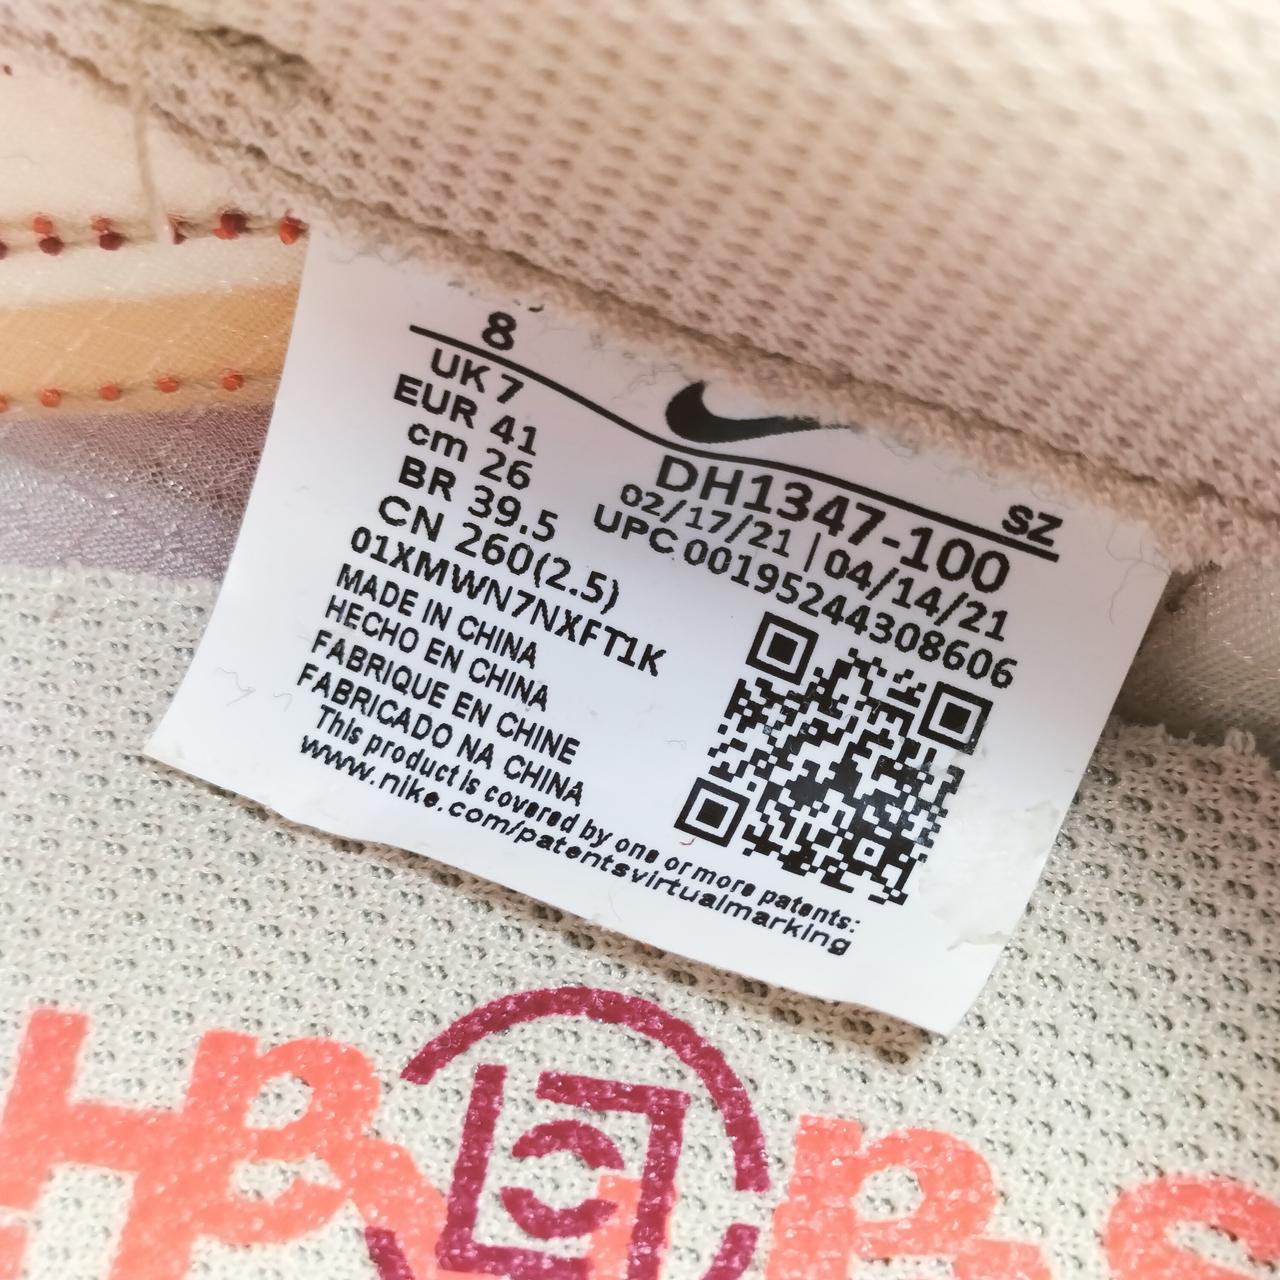 8
UK 7
EUR 41
cm 26
BR 39.5
CN 260(2.5)
01XMWN7NXFT1K
MADE IN CHINA
HECHO EN CHINA
FABRIQUE EN CHINE
FABRICADO NA CHINA
This product is covered by one or more patents:
www.nike.com/patentsvirtualmarking
SZ
DH1347-100
02/17/21 | 04/14/21
UPC 00195244308606